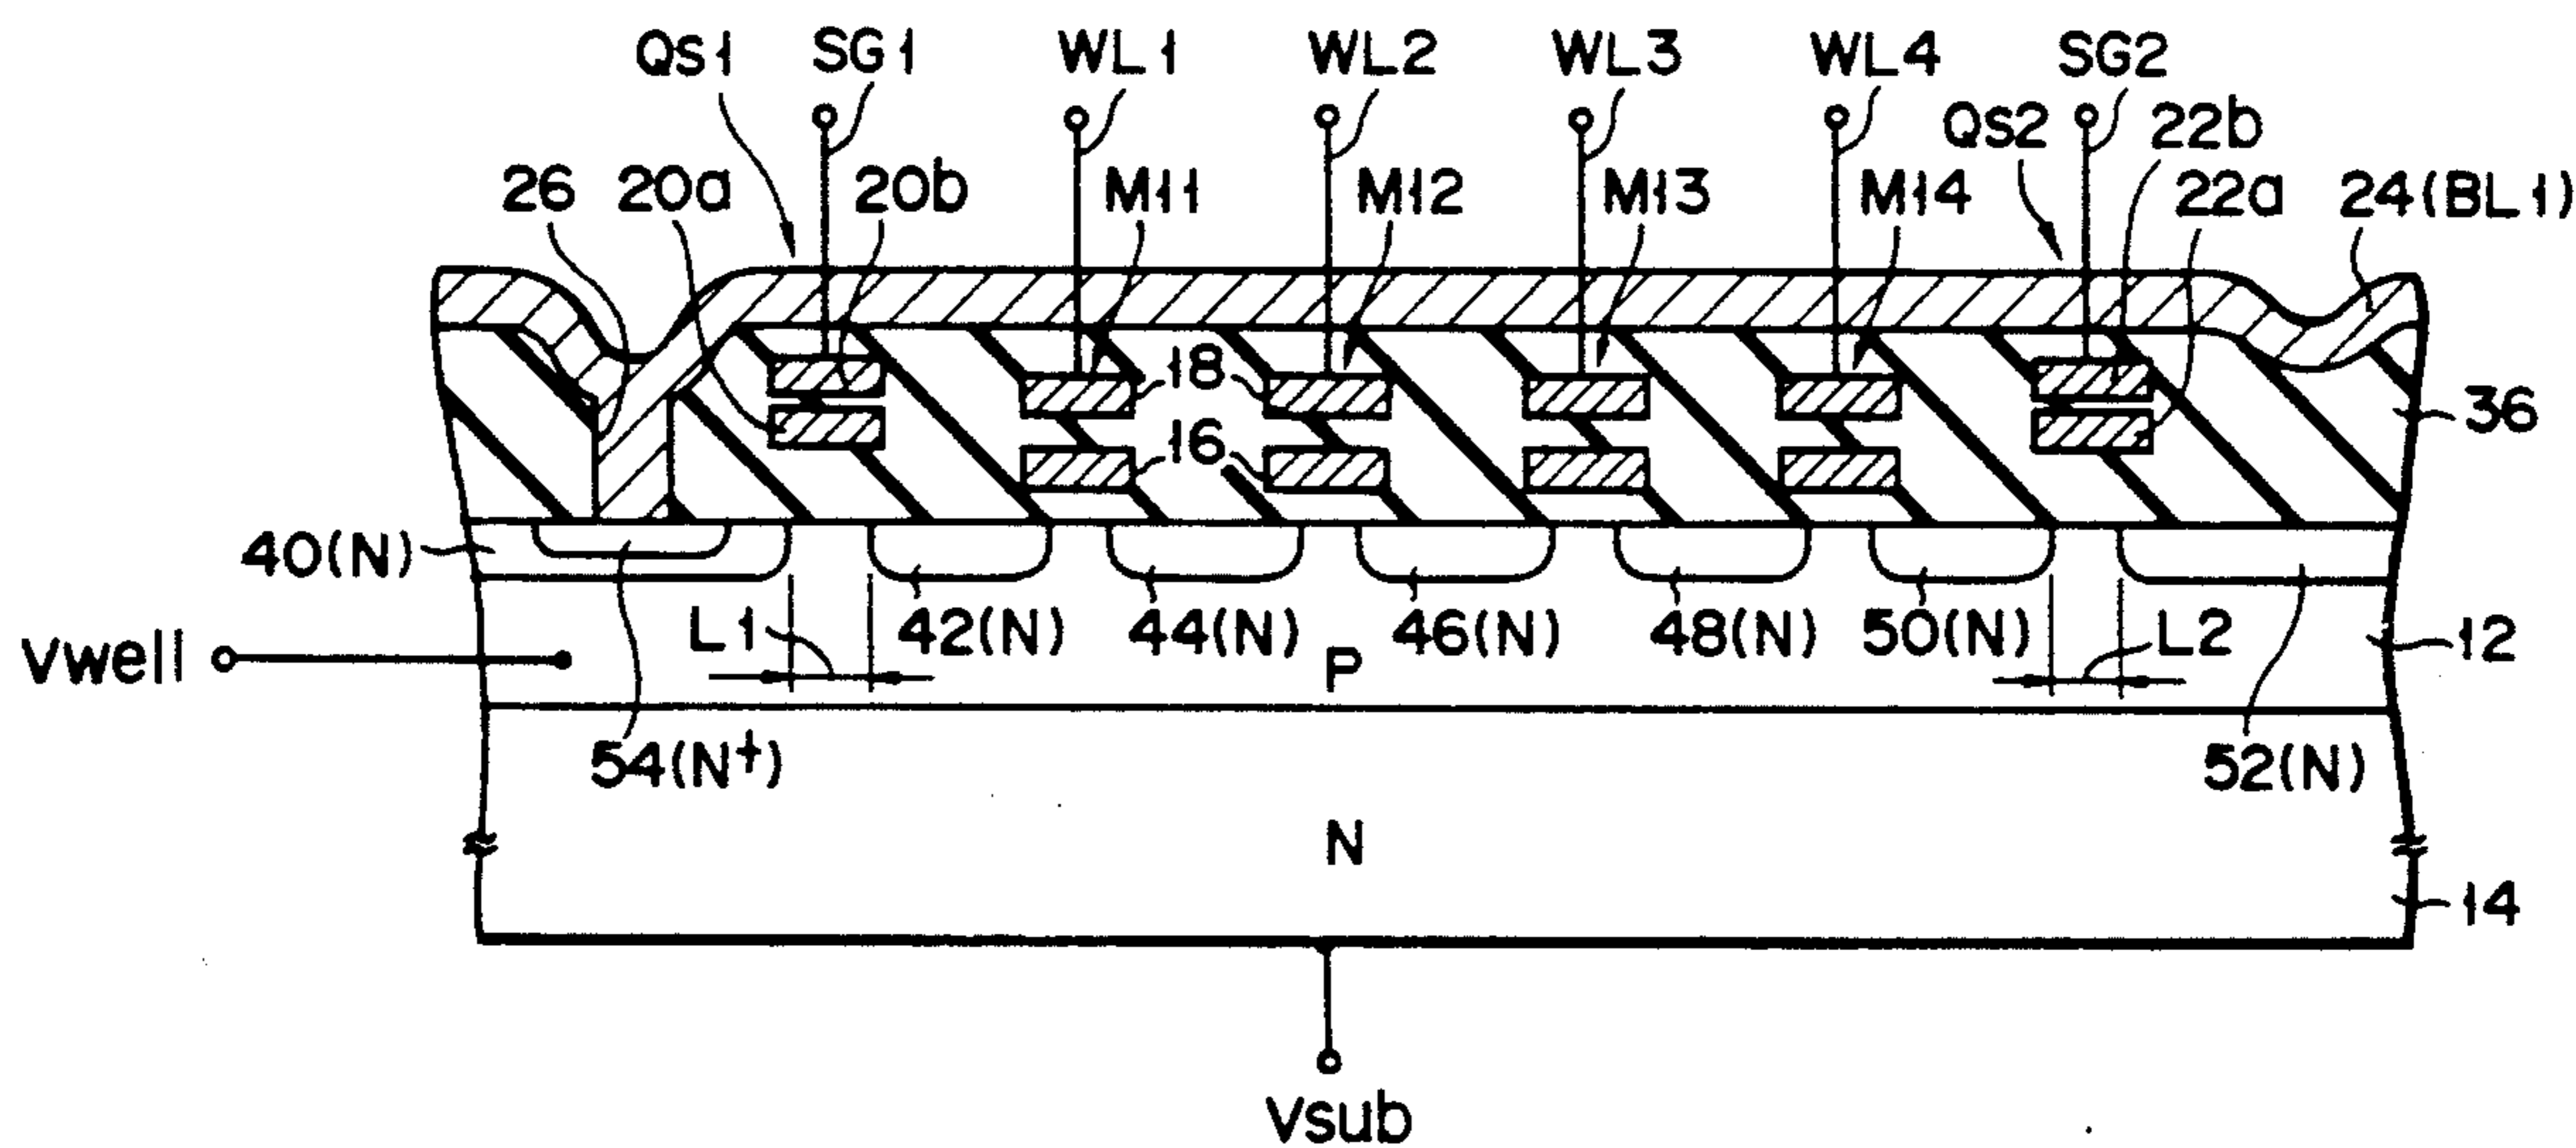 Qs1 SG1 WL1 WL2 WL3 WL4 SG2
Qs2 22b
26 20a 20b M11 M12 M13 M14 22a 24(BL1)
18
36
16
40(N)
L1 42(N) 44(N) 46(N) 48(N) 50(N) L2 12
Vwell P
54(N+) 52(N)
N
14
Vsub